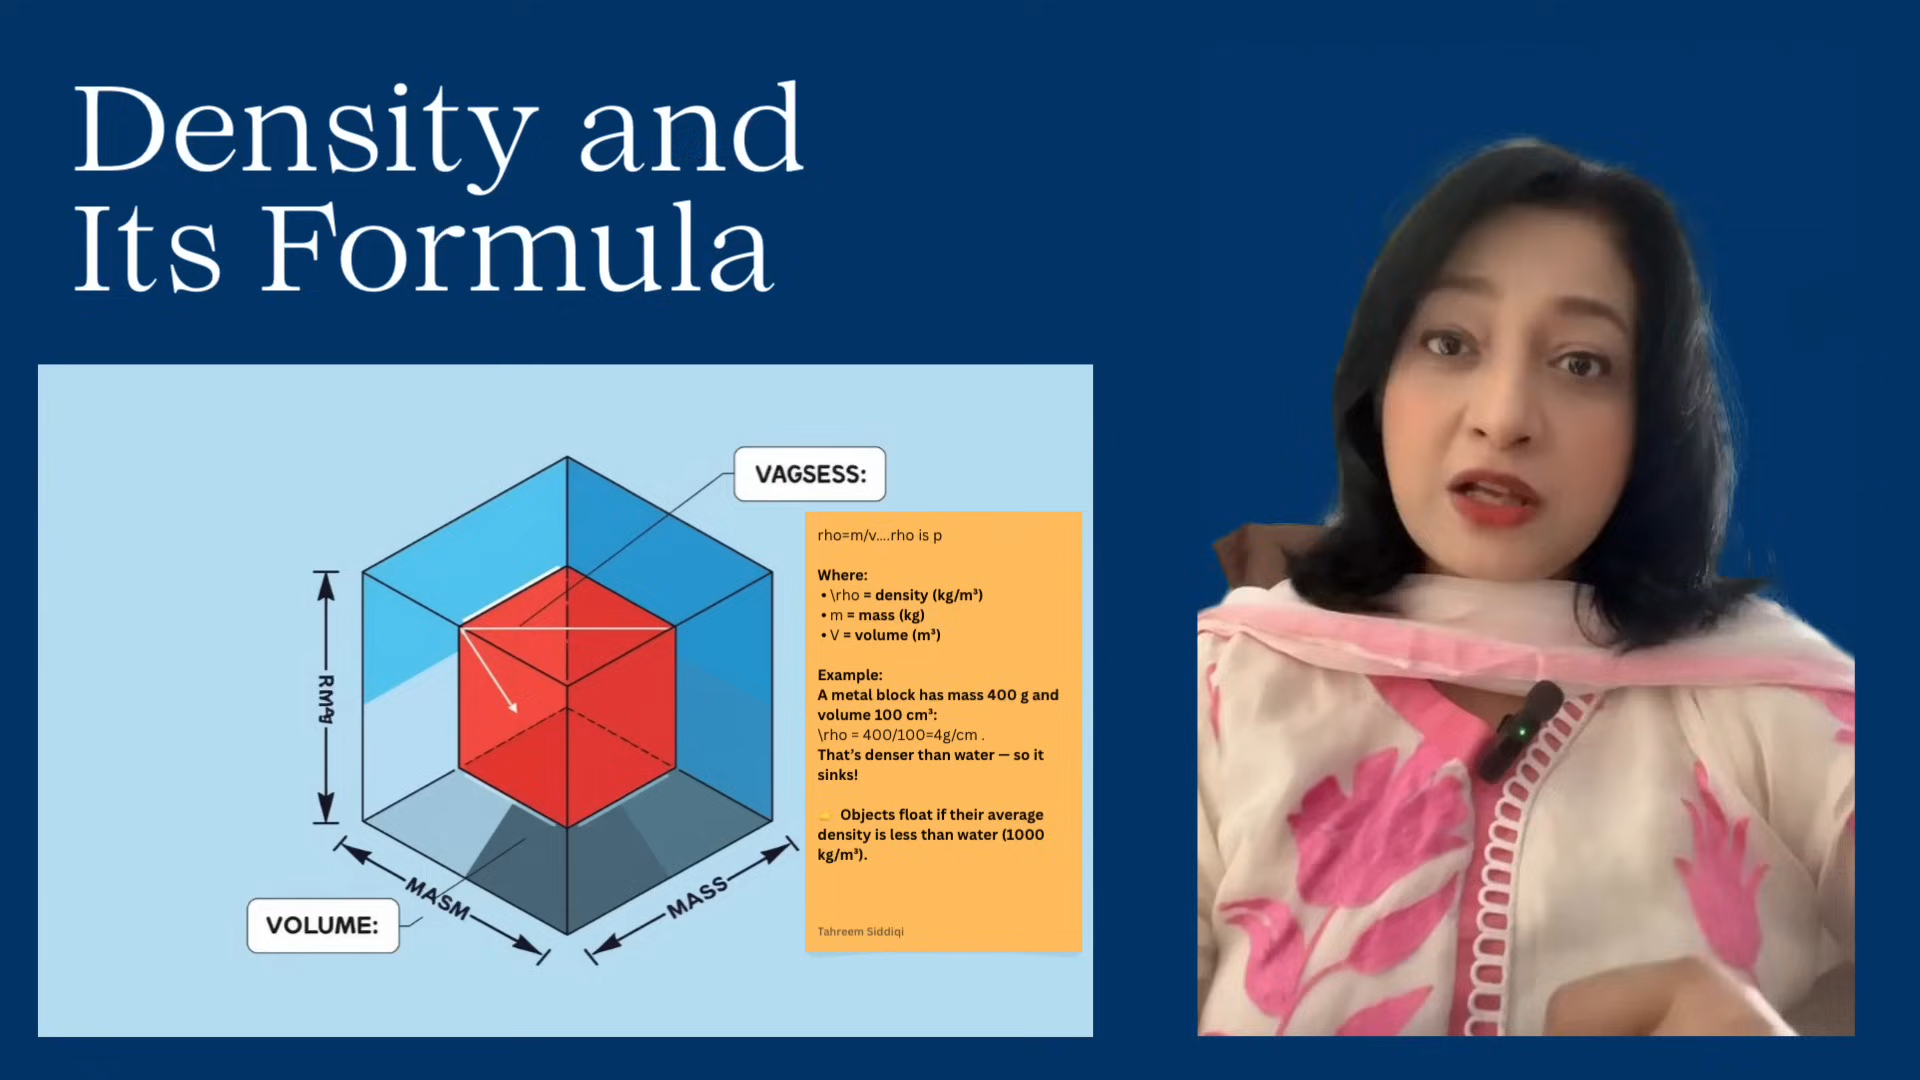 Density and
Its Formula
VAGSESS:
rho=m/v....rho is p
Where:
• \rho = density (kg/m³)
• m = mass (kg)
• V = volume (m³)
Example:
A metal block has mass 400 g and
volume 100 cm³:
\rho = 400/100=4g/cm .
That’s denser than water — so it
sinks!
Objects float if their average
density is less than water (1000
kg/m³).
Tahreem Siddiqi
MASM
MASS
VOLUME: